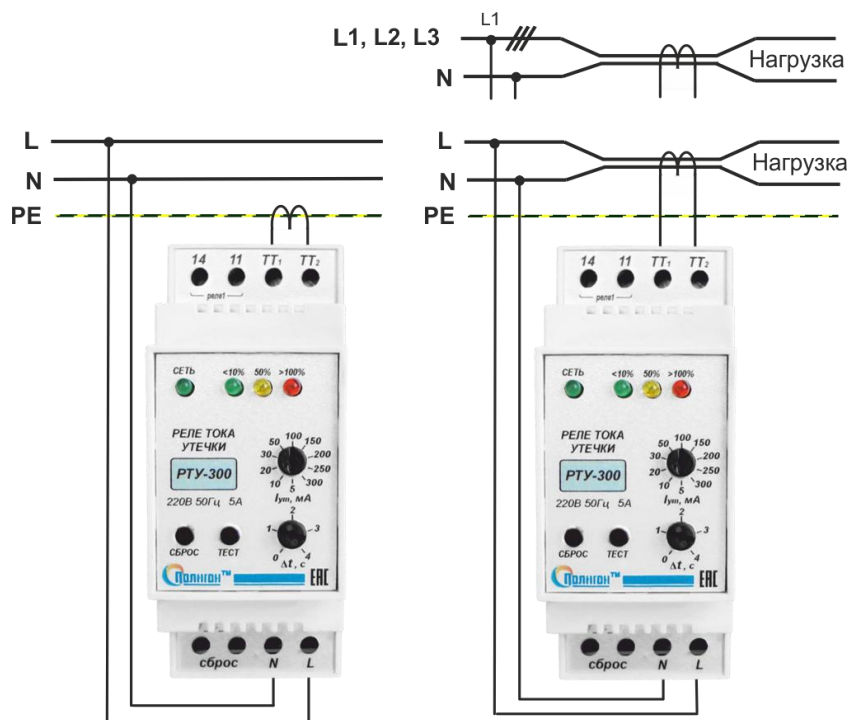 L1
L1, L2, L3
N
Нагрузка
L
N
PE
L
N
PE
Нагрузка
14 11 ТТ₁ ТТ₂
реле1
СЕТЬ <10% 50% >100%
РЕЛЕ ТОКА
УТЕЧКИ
РТУ-300
220В 50Гц 5А
5 10 20 30 50 100 150 200 250 300
Iут, мА
0 1 2 3 4
Δt, с
СБРОС ТЕСТ
Полигон™ ЕАС
сброс N L
14 11 ТТ₁ ТТ₂
реле1
СЕТЬ <10% 50% >100%
РЕЛЕ ТОКА
УТЕЧКИ
РТУ-300
220В 50Гц 5А
5 10 20 30 50 100 150 200 250 300
Iут, мА
0 1 2 3 4
Δt, с
СБРОС ТЕСТ
Полигон™ ЕАС
сброс N L